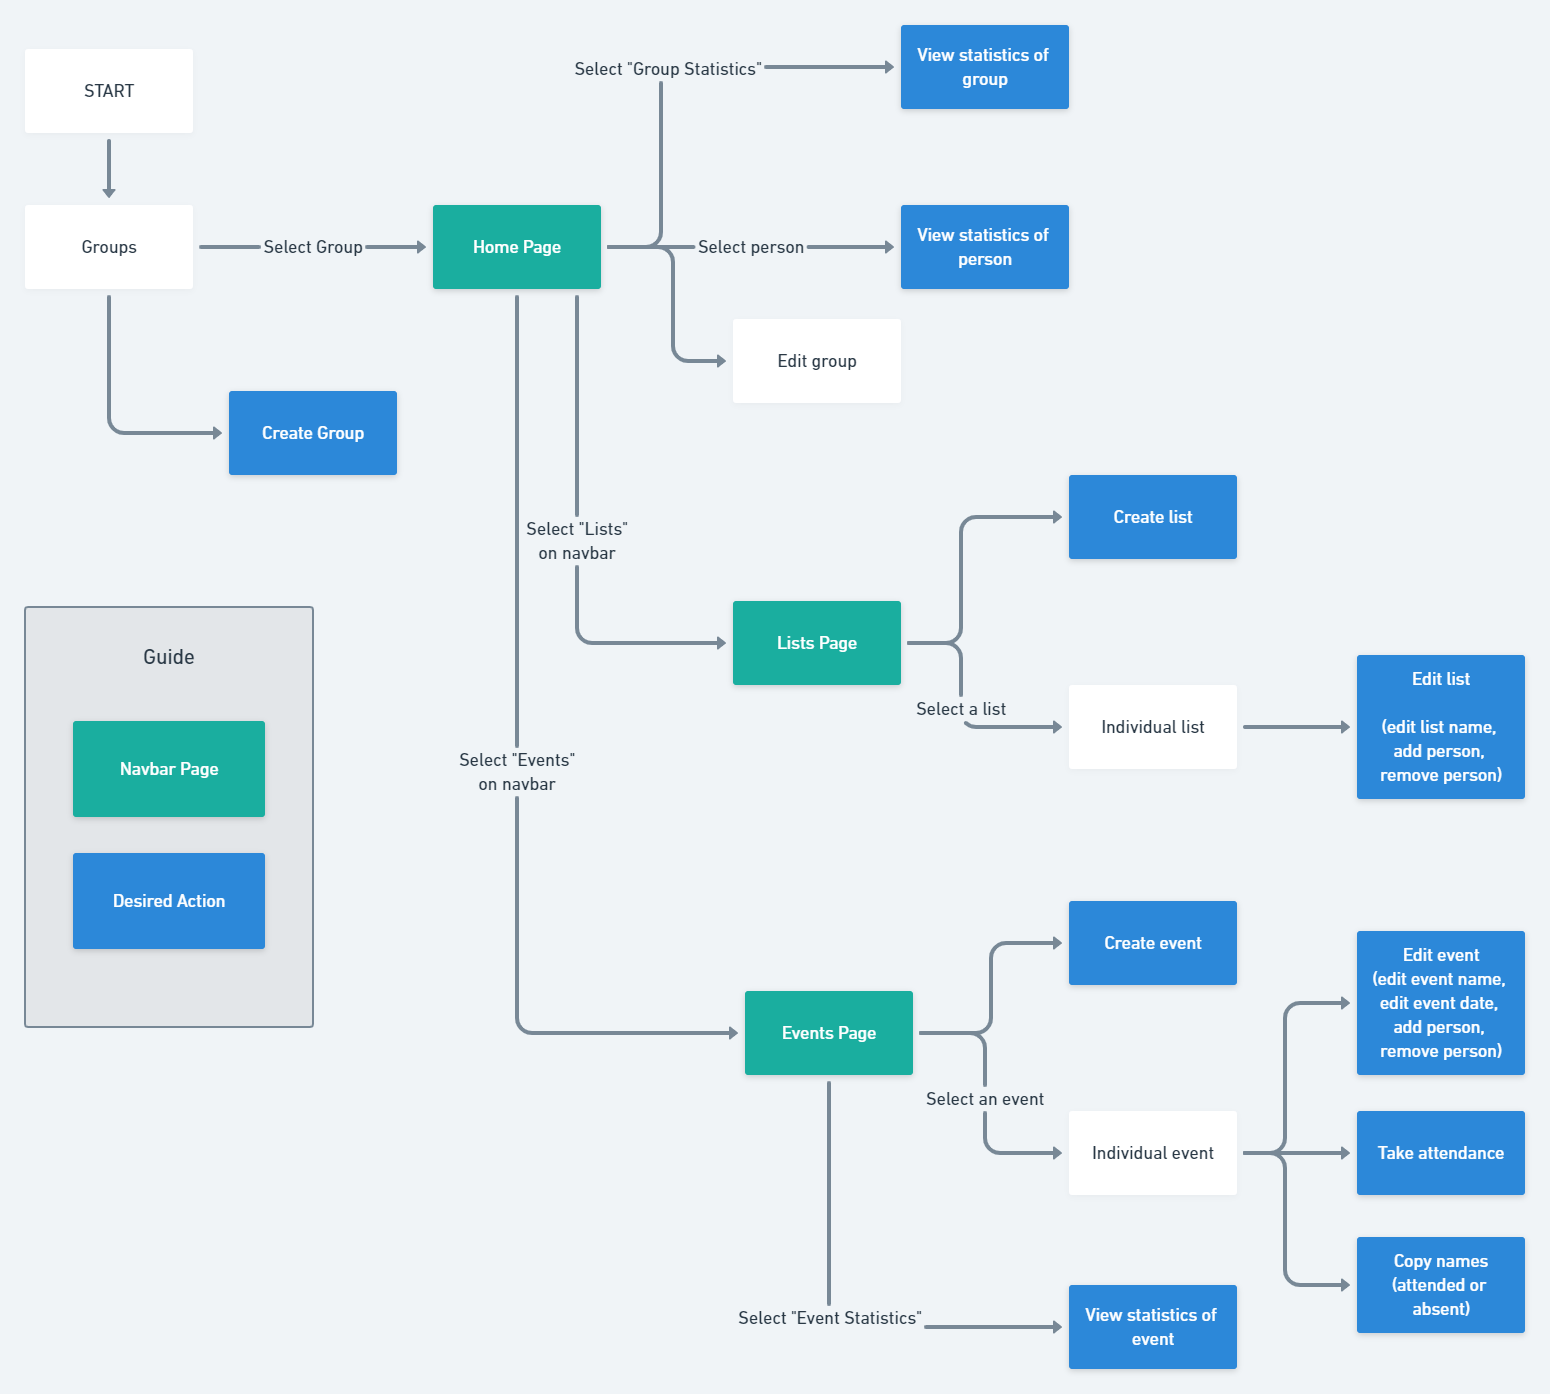 START
Groups
Select Group
Home Page
Select "Group Statistics"
View statistics of
group
Select person
View statistics of
person
Edit group
Create Group
Select "Lists"
on navbar
Lists Page
Create list
Select a list
Individual list
Edit list
(edit list name,
add person,
remove person)
Guide
Navbar Page
Desired Action
Select "Events"
on navbar
Events Page
Create event
Select an event
Individual event
Edit event
(edit event name,
edit event date,
add person,
remove person)
Take attendance
Copy names
(attended or
absent)
Select "Event Statistics"
View statistics of
event